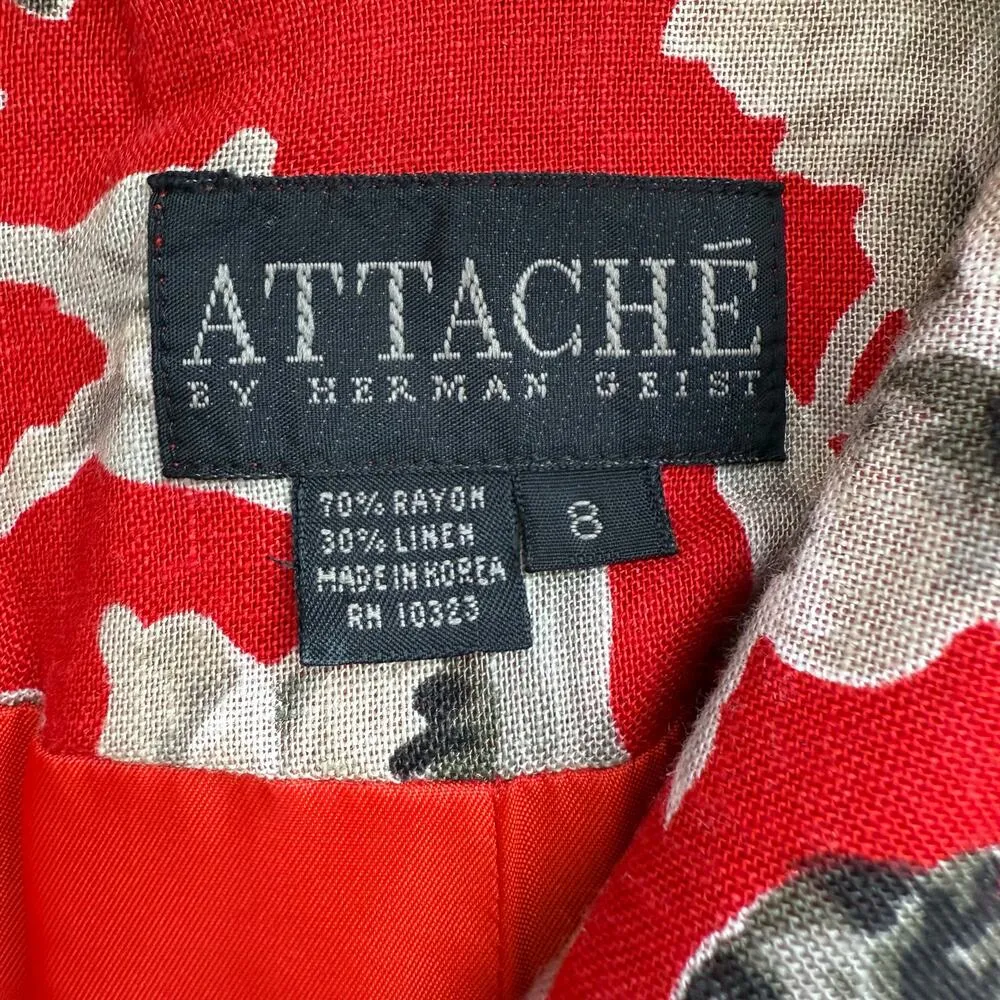 ATTACHÉ
BY HERMAN GEIST
70% RAYON
30% LINEN
MADE IN KOREA
RN 10323
8